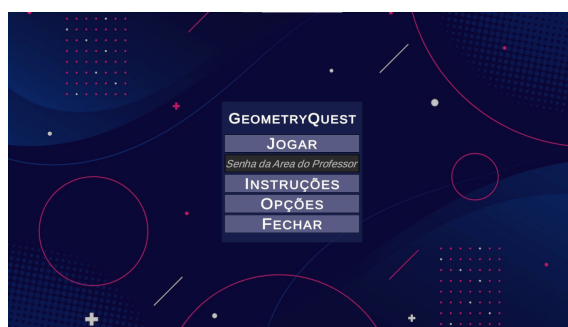 GeometryQuest
Jogar
Senha da Area do Professor
Instruções
Opções
Fechar